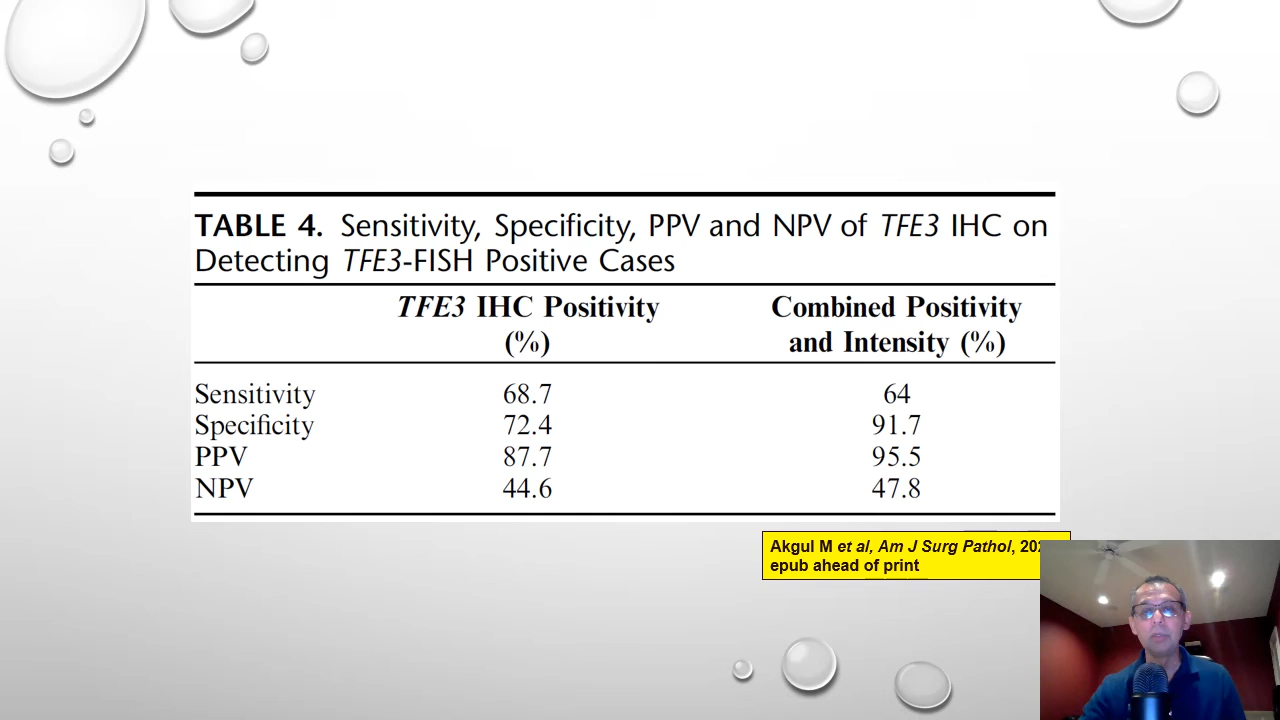 TABLE 4. Sensitivity, Specificity, PPV and NPV of TFE3 IHC on
Detecting TFE3-FISH Positive Cases
TFE3 IHC Positivity Combined Positivity
(%) and Intensity (%)
Sensitivity 68.7 64
Specificity 72.4 91.7
PPV 87.7 95.5
NPV 44.6 47.8
Akgul M et al, Am J Surg Pathol,
epub ahead of print